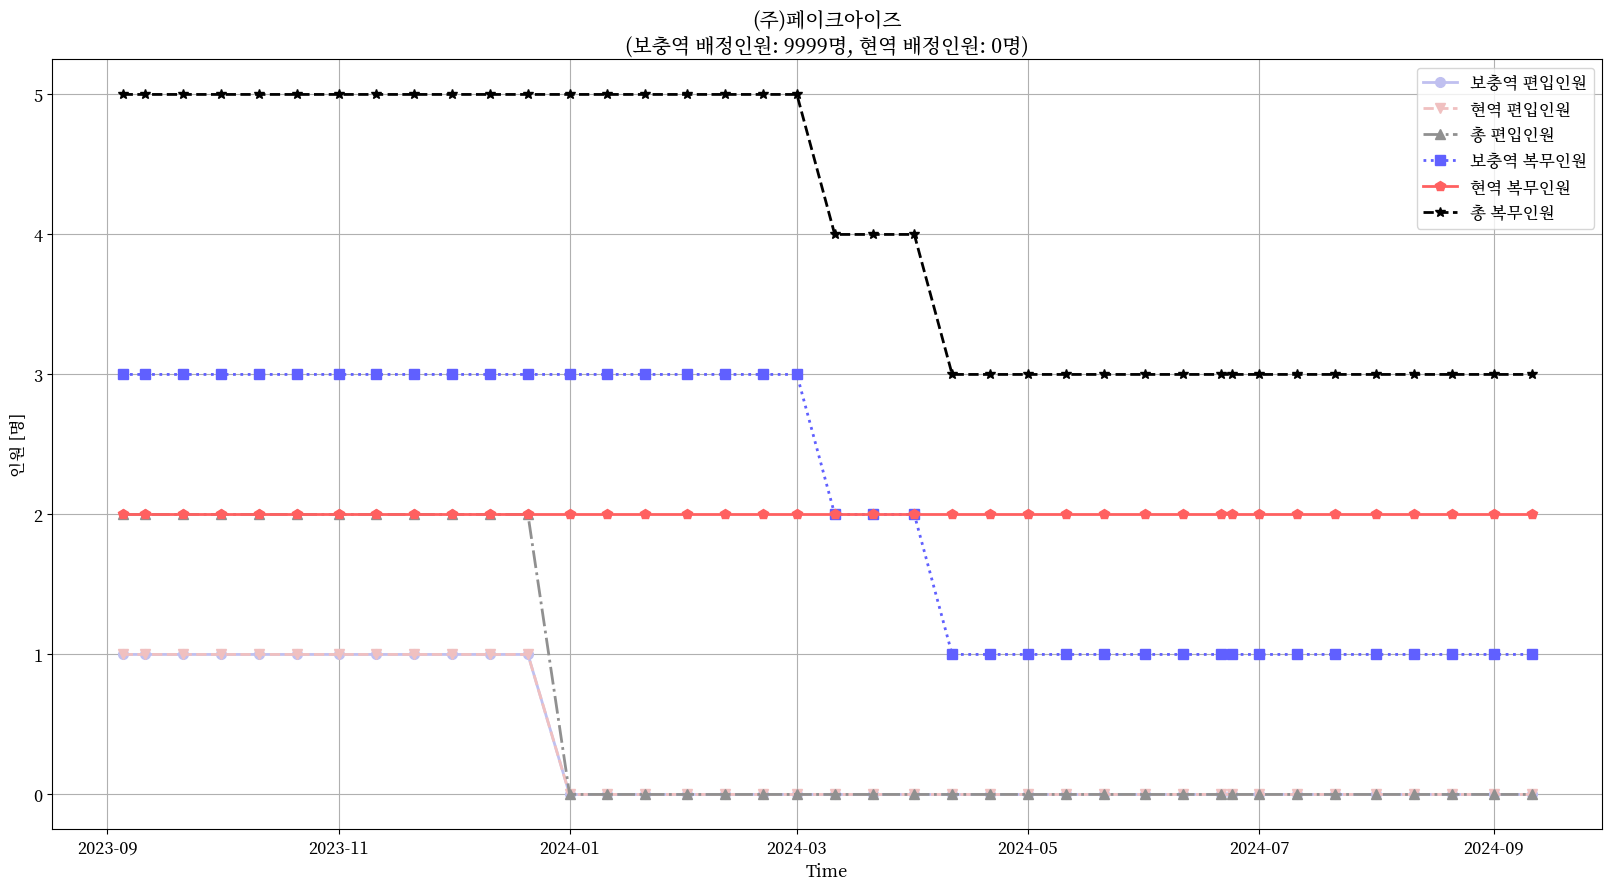 (주)페이크아이즈
(보충역 배정인원: 9999명, 현역 배정인원: 0명)
보충역 편입인원
현역 편입인원
총 편입인원
보충역 복무인원
현역 복무인원
총 복무인원
인원 [명]
5
4
3
2
1
0
2023-09
2023-11
2024-01
2024-03
2024-05
2024-07
2024-09
Time